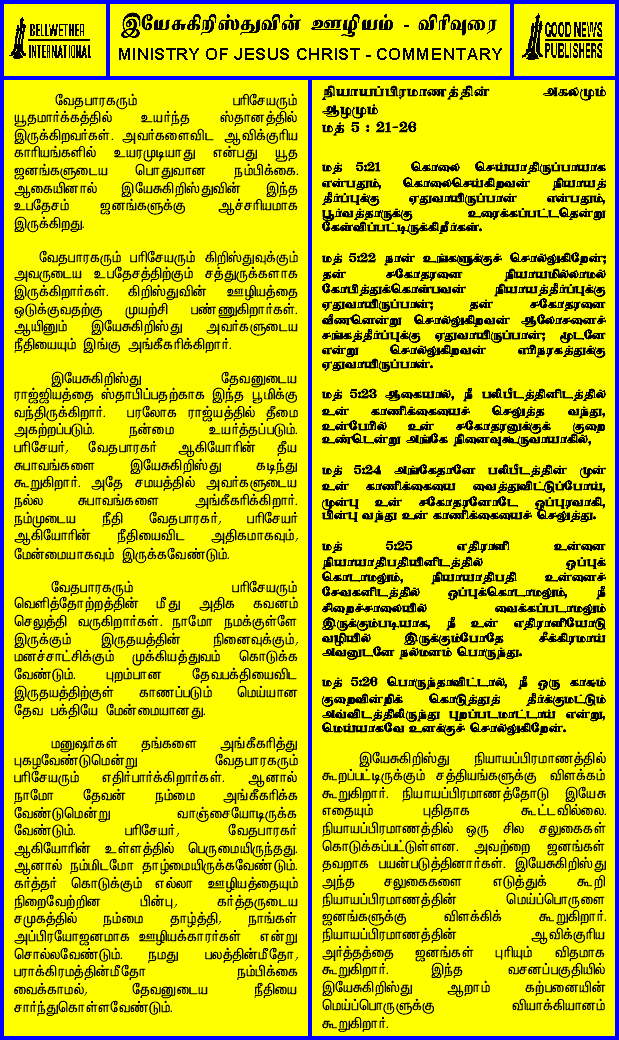 BELLWETHER
INTERNATIONAL
இயேசுகிறிஸ்துவின் ஊழியம் - விரிவுரை
MINISTRY OF JESUS CHRIST - COMMENTARY
GOOD NEWS
PUBLISHERS
வேதபாரகரும் பரிசேயரும்
யூதமார்க்கத்தில் உயர்ந்த ஸ்தானத்தில்
இருக்கிறவர்கள். அவர்களைவிட ஆவிக்குரிய
காரியங்களில் உயரமுடியாது என்பது யூத
ஜனங்களுடைய பொதுவான நம்பிக்கை.
ஆகையினால் இயேசுகிறிஸ்துவின் இந்த
உபதேசம் ஜனங்களுக்கு ஆச்சரியமாக
இருக்கிறது.
வேதபாரகரும் பரிசேயரும் கிறிஸ்துவுக்கும்
அவருடைய உபதேசத்திற்கும் சத்துருக்களாக
இருக்கிறார்கள். கிறிஸ்துவின் ஊழியத்தை
ஒடுக்குவதற்கு முயற்சி பண்ணுகிறார்கள்.
ஆயினும் இயேசுகிறிஸ்து அவர்களுடைய
நீதியையும் இங்கு அங்கீகரிக்கிறார்.
இயேசுகிறிஸ்து தேவனுடைய
ராஜ்ஜியத்தை ஸ்தாபிப்பதற்காக இந்த பூமிக்கு
வந்திருக்கிறார். பரலோக ராஜ்யத்தில் தீமை
அகற்றப்படும். நன்மை உயர்த்தப்படும்.
பரிசேயர், வேதபாரகர் ஆகியோரின் தீய
சுபாவங்களை இயேசுகிறிஸ்து கடிந்து
கூறுகிறார். அதே சமயத்தில் அவர்களுடைய
நல்ல சுபாவங்களை அங்கீகரிக்கிறார்.
நம்முடைய நீதி வேதபாரகர், பரிசேயர்
ஆகியோரின் நீதியைவிட அதிகமாகவும்,
மேன்மையாகவும் இருக்கவேண்டும்.
வேதபாரகரும் பரிசேயரும்
வெளித்தோற்றத்தின் மீது அதிக கவனம்
செலுத்தி வருகிறார்கள். நாமோ நமக்குள்ளே
இருக்கும் இருதயத்தின் நினைவுக்கும்,
மனச்சாட்சிக்கும் முக்கியத்துவம் கொடுக்க
வேண்டும். புறம்பான தேவபக்தியைவிட
இருதயத்திற்குள் காணப்படும் மெய்யான
தேவ பக்தியே மேன்மையானது.
மனுஷர்கள் தங்களை அங்கீகரித்து
புகழவேண்டுமென்று வேதபாரகரும்
பரிசேயரும் எதிர்பார்க்கிறார்கள். ஆனால்
நாமோ தேவன் நம்மை அங்கீகரிக்க
வேண்டுமென்று வாஞ்சையோடிருக்க
வேண்டும். பரிசேயர், வேதபாரகர்
ஆகியோரின் உள்ளத்தில் பெருமையிருந்தது.
ஆனால் நம்மிடமோ தாழ்மையிருக்கவேண்டும்.
கர்த்தர் கொடுக்கும் எல்லா ஊழியத்தையும்
நிறைவேற்றின பின்பு, கர்த்தருடைய
சமுகத்தில் நம்மை தாழ்த்தி, நாங்கள்
அப்பிரயோஜனமாக ஊழியக்காரர்கள் என்று
சொல்லவேண்டும். நமது பலத்தின்மீதோ,
பராக்கிரமத்தின்மீதோ நம்பிக்கை
வைக்காமல், தேவனுடைய நீதியை
சார்ந்துகொள்ளவேண்டும்.
நியாயப்பிரமாணத்தின் அகலமும்
ஆழமும்
மத் 5 : 21-26
மத் 5:21 கொலை செய்யாதிருப்பாயாக
என்பதும், கொலைசெய்கிறவன் நியாயத்
தீர்ப்புக்கு ஏதுவாயிருப்பான் என்பதும்,
பூர்வத்தாருக்கு உரைக்கப்பட்டதென்று
கேள்விப்பட்டிருக்கிறீர்கள்.
மத் 5:22 நான் உங்களுக்குச் சொல்லுகிறேன்;
தன் சகோதரனை நியாயமில்லாமல்
கோபித்துக்கொள்பவன் நியாயத்தீர்ப்புக்கு
ஏதுவாயிருப்பான்; தன் சகோதரனை
வீணனென்று சொல்லுகிறவன் ஆலோசனைச்
சங்கத்தீர்ப்புக்கு ஏதுவாயிருப்பான்; மூடனே
என்று சொல்லுகிறவன் எரிநரகத்துக்கு
ஏதுவாயிருப்பான்.
மத் 5:23 ஆகையால், நீ பலிபீடத்தினிடத்தில்
உன் காணிக்கையைச் செலுத்த வந்து,
உன்பேரில் உன் சகோதரனுக்குக் குறை
உண்டென்று அங்கே நினைவுகூருவாயாகில்,
மத் 5:24 அங்கேதானே பலிபீடத்தின் முன்
உன் காணிக்கையை வைத்துவிட்டுப்போய்,
முன்பு உன் சகோதரனோடே ஒப்புரவாகி,
பின்பு வந்து உன் காணிக்கையைச் செலுத்து.
மத் 5:25 எதிராளி உன்னை
நியாயாதிபதியினிடத்தில் ஒப்புக்
கொடாமலும், நியாயாதிபதி உன்னைச்
சேவகனிடத்தில் ஒப்புக்கொடாமலும், நீ
சிறைச்சாலையில் வைக்கப்படாமலும்
இருக்கும்படியாக, நீ உன் எதிராளியோடு
வழியில் இருக்கும்போதே சீக்கிரமாய்
அவனுடனே நல்மனம் பொருந்து.
மத் 5:26 பொருந்தாவிட்டால், நீ ஒரு காசும்
குறைவின்றிக் கொடுத்துத் தீர்க்குமட்டும்
அவ்விடத்திலிருந்து புறப்படமாட்டாய் என்று,
மெய்யாகவே உனக்குச் சொல்லுகிறேன்.
இயேசுகிறிஸ்து நியாயப்பிரமாணத்தில்
கூறப்பட்டிருக்கும் சத்தியங்களுக்கு விளக்கம்
கூறுகிறார். நியாயப்பிரமாணத்தோடு இயேசு
எதையும் புதிதாக கூட்டவில்லை.
நியாயப்பிரமாணத்தில் ஒரு சில சலுகைகள்
கொடுக்கப்பட்டுள்ளன. அவற்றை ஜனங்கள்
தவறாக பயன்படுத்தினார்கள். இயேசுகிறிஸ்து
அந்த சலுகைகளை எடுத்துக் கூறி
நியாயப்பிரமாணத்தின் மெய்ப்பொருளை
ஜனங்களுக்கு விளக்கிக் கூறுகிறார்.
நியாயப்பிரமாணத்தின் ஆவிக்குரிய
அர்த்தத்தை ஜனங்கள் புரியும் விதமாக
கூறுகிறார். இந்த வசனப்பகுதியில்
இயேசுகிறிஸ்து ஆறாம் கற்பனையின்
மெய்ப்பொருளுக்கு வியாக்கியானம்
கூறுகிறார்.